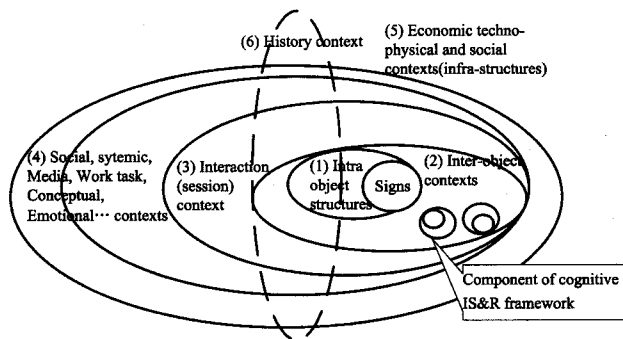 (6) History context
(5) Economic techno-
physical and social
contexts(infra-structures)
(4) Social, sytemic,
Media, Work task,
Conceptual,
Emotional··· contexts
(3) Interaction
(session)
context
(1) Intra
object
structures
Signs
(2) Inter-object
contexts
Component of cognitive
IS&R framework